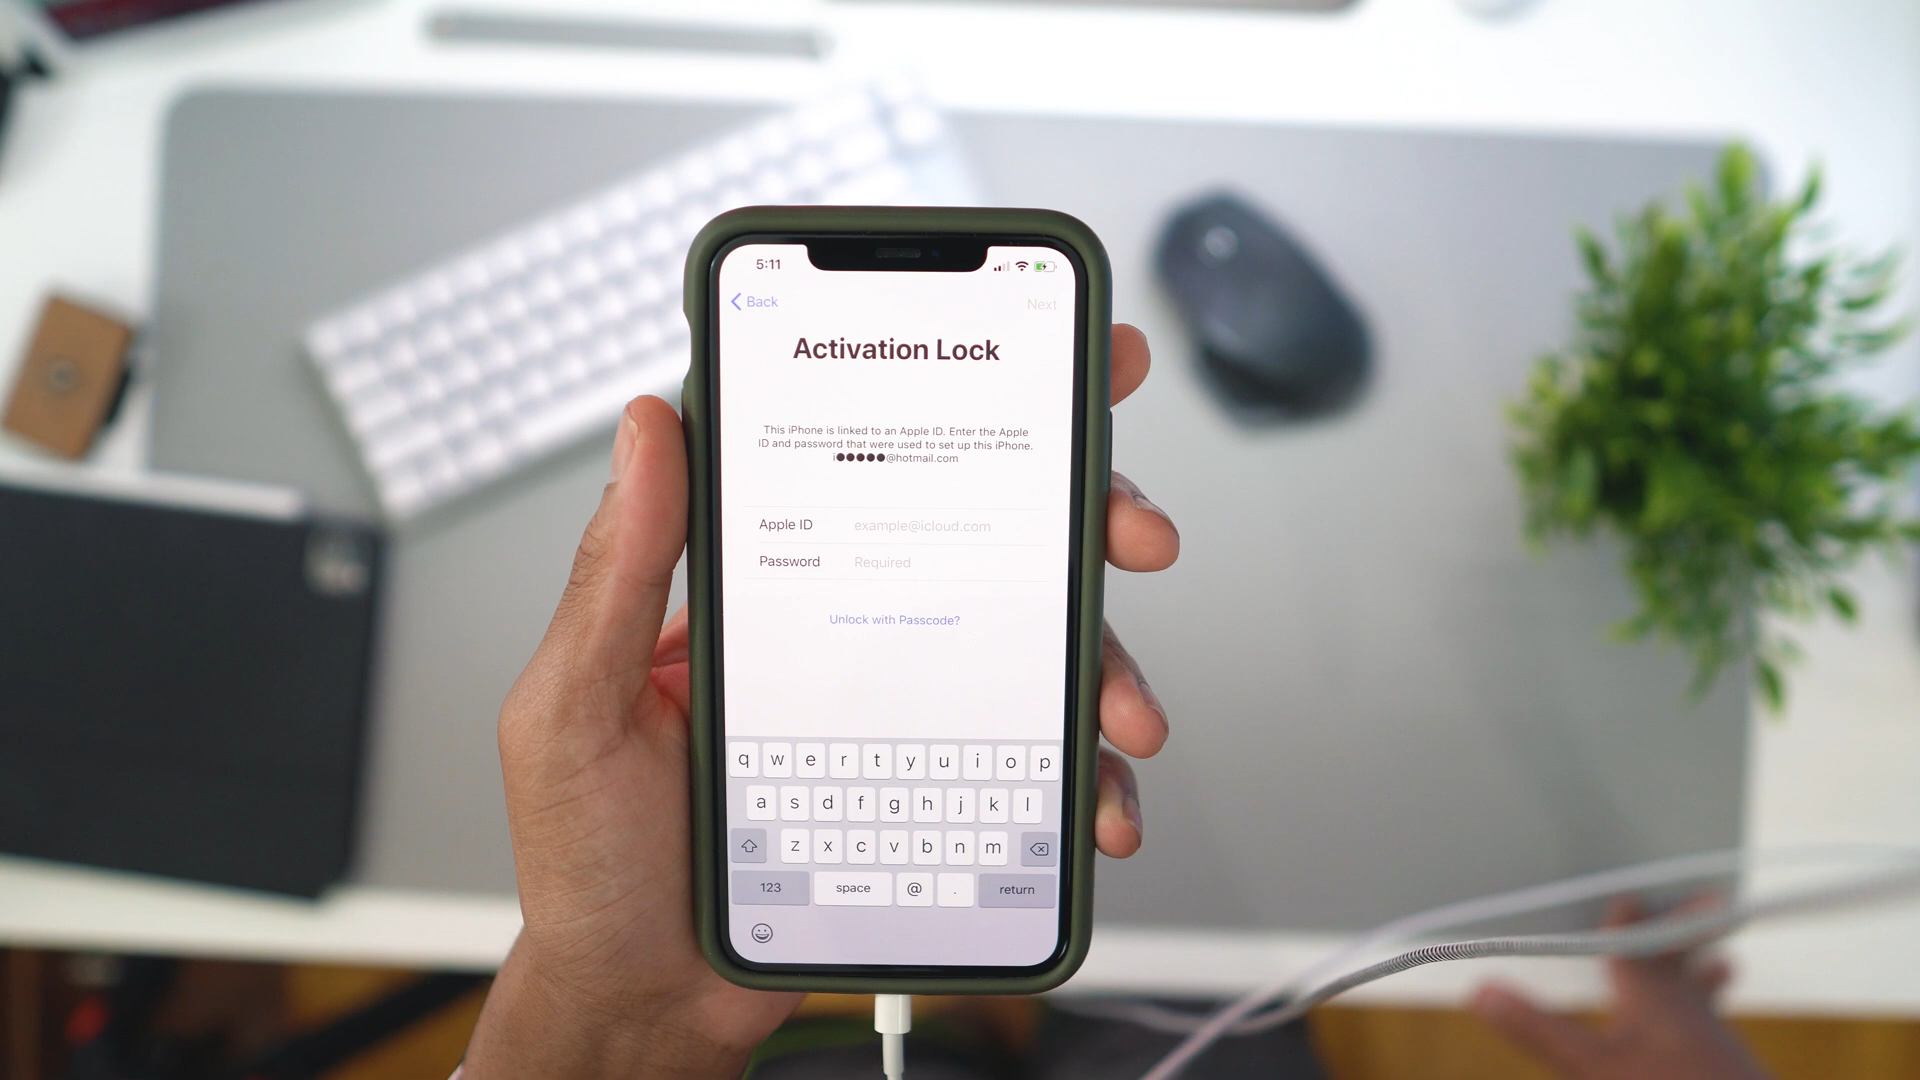 5:11
Back
Next
Activation Lock
This iPhone is linked to an Apple ID. Enter the Apple
ID and password that were used to set up this iPhone.
i●●●●●@hotmail.com
Apple ID example@icloud.com
Password Required
Unlock with Passcode?
q w e r t y u i o p
a s d f g h j k l
z x c v b n m
123 space @ . return